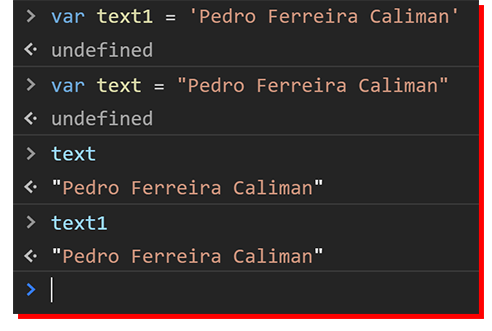 > var text1 = 'Pedro Ferreira Caliman'
undefined
> var text = "Pedro Ferreira Caliman"
undefined
> text
"Pedro Ferreira Caliman"
> text1
"Pedro Ferreira Caliman"
>